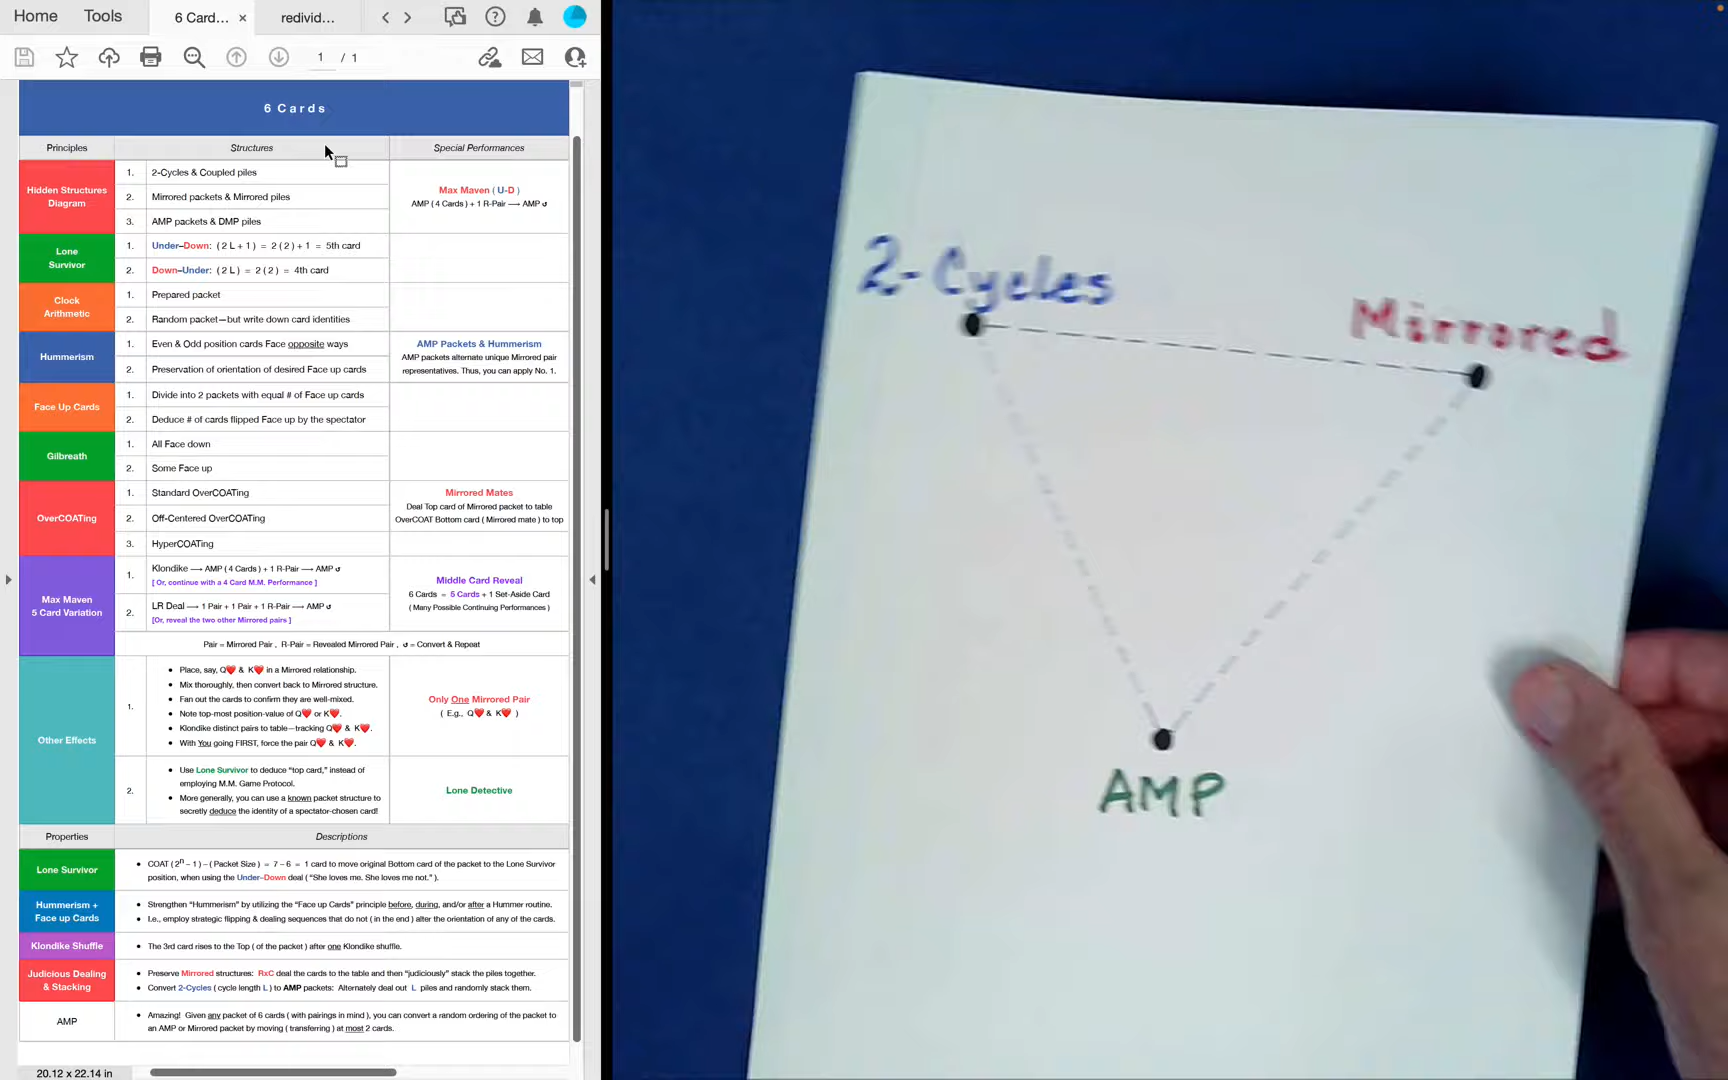 Home Tools 6 Card... × redivid...
1 / 1
6 Cards
Principles Structures Special Performances
Hidden Structures Diagram
1. 2-Cycles & Coupled piles
2. Mirrored packets & Mirrored piles
3. AMP packets & DMP piles
Max Maven ( U-D )
AMP ( 4 Cards ) + 1 R-Pair → AMP ↺
Lone Survivor
1. Under–Down: ( 2 L + 1 ) = 2 ( 2 ) + 1 = 5th card
2. Down–Under: ( 2 L ) = 2 ( 2 ) = 4th card
Clock Arithmetic
1. Prepared packet
2. Random packet—but write down card identities
Hummerism
1. Even & Odd position cards Face opposite ways
2. Preservation of orientation of desired Face up cards
AMP Packets & Hummerism
AMP packets alternate unique Mirrored pair
representatives. Thus, you can apply No. 1.
Face Up Cards
1. Divide into 2 packets with equal # of Face up cards
2. Deduce # of cards flipped Face up by the spectator
Gilbreath
1. All Face down
2. Some Face up
OverCOATing
1. Standard OverCOATing
2. Off-Centered OverCOATing
3. HyperCOATing
Mirrored Mates
Deal Top card of Mirrored packet to table
OverCOAT Bottom card ( Mirrored mate ) to top
Max Maven
5 Card Variation
1. Klondike → AMP ( 4 Cards ) + 1 R-Pair → AMP ↺
[ Or, continue with a 4 Card M.M. Performance ]
2. LR Deal → 1 Pair + 1 Pair + 1 R-Pair → AMP ↺
[Or, reveal the two other Mirrored pairs ]
Middle Card Reveal
6 Cards = 5 Cards + 1 Set-Aside Card
( Many Possible Continuing Performances )
Pair = Mirrored Pair , R-Pair = Revealed Mirrored Pair , ↺ = Convert & Repeat
Other Effects
1.
• Place, say, Q♥ & K♥ in a Mirrored relationship.
• Mix thoroughly, then convert back to Mirrored structure.
• Fan out the cards to confirm they are well-mixed.
• Note top-most position-value of Q♥ or K♥.
• Klondike distinct pairs to table—tracking Q♥ & K♥.
• With You going FIRST, force the pair Q♥ & K♥.
Only One Mirrored Pair
( E.g., Q♥ & K♥ )
2.
• Use Lone Survivor to deduce “top card,” instead of
employing M.M. Game Protocol.
• More generally, you can use a known packet structure to
secretly deduce the identity of a spectator-chosen card!
Lone Detective
Properties Descriptions
Lone Survivor
• COAT ( 2ⁿ – 1 ) – ( Packet Size ) = 7 – 6 = 1 card to move original Bottom card of the packet to the Lone Survivor
position, when using the Under–Down deal ( “She loves me. She loves me not.” ).
Hummerism +
Face up Cards
• Strengthen “Hummerism” by utilizing the “Face up Cards” principle before, during, and/or after a Hummer routine.
• I.e., employ strategic flipping & dealing sequences that do not ( in the end ) alter the orientation of any of the cards.
Klondike Shuffle
• The 3rd card rises to the Top ( of the packet ) after one Klondike shuffle.
Judicious Dealing
& Stacking
• Preserve Mirrored structures: RxC deal the cards to the table and then “judiciously” stack the piles together.
• Convert 2-Cycles ( cycle length L ) to AMP packets: Alternately deal out L piles and randomly stack them.
AMP
• Amazing! Given any packet of 6 cards ( with pairings in mind ), you can convert a random ordering of the packet to
an AMP or Mirrored packet by moving ( transferring ) at most 2 cards.
20.12 x 22.14 in
2-Cycles
Mirrored
AMP